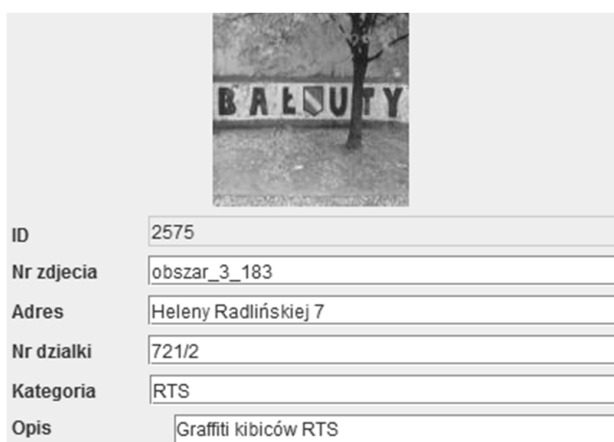 BAŁUTY
ID 2575
Nr zdjecia obszar_3_183
Adres Heleny Radlińskiej 7
Nr dzialki 721/2
Kategoria RTS
Opis Graffiti kibiców RTS